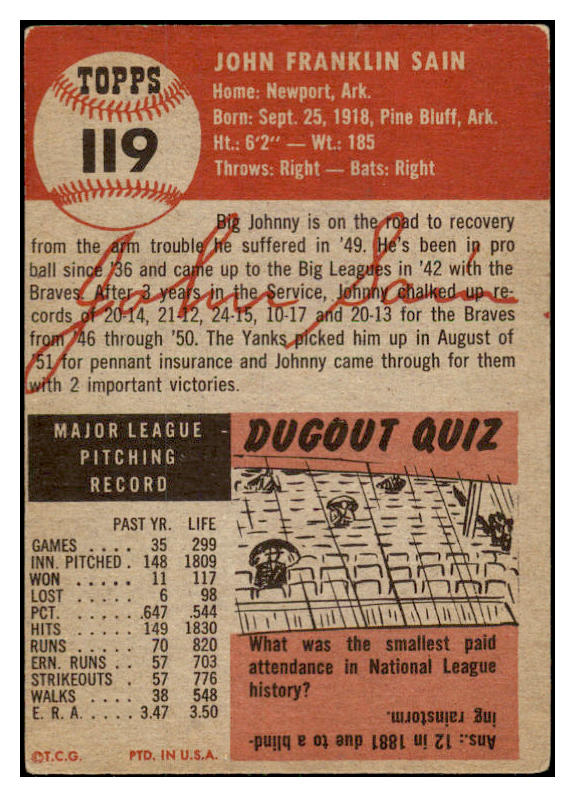 TOPPS
119
JOHN FRANKLIN SAIN
Home: Newport, Ark.
Born: Sept. 25, 1918, Pine Bluff, Ark.
Ht.: 6'2" — Wt.: 185
Throws: Right — Bats: Right
Big Johnny is on the road to recovery
from the arm trouble he suffered in '49. He's been in pro
ball since '36 and came up to the Big Leagues in '42 with the
Braves. After 3 years in the Service, Johnny chalked up re-
cords of 20-14, 21-12, 24-15, 10-17 and 20-13 for the Braves
from '46 through '50. The Yanks picked him up in August of
'51 for pennant insurance and Johnny came through for them
with 2 important victories.
John Sain
MAJOR LEAGUE -
PITCHING
RECORD
PAST YR. LIFE
GAMES . . . . 35 299
INN. PITCHED . 148 1809
WON . . . . . 11 117
LOST . . . . . 6 98
PCT. . . . . . .647 .544
HITS . . . . . 149 1830
RUNS . . . . . 70 820
ERN. RUNS . . 57 703
STRIKEOUTS . 57 776
WALKS . . . . 38 548
E. R. A. . . . . . 3.47 3.50
DUGOUT QUIZ
What was the smallest paid
attendance in National League
history?
Ans.: 12 in 1881 due to a blind-
ing rainstorm.
©T.C.G. PTD. IN U.S.A.